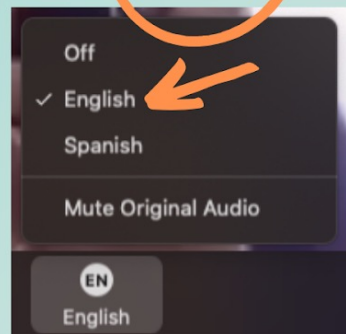 Off
✓ English
Spanish
Mute Original Audio
EN
English